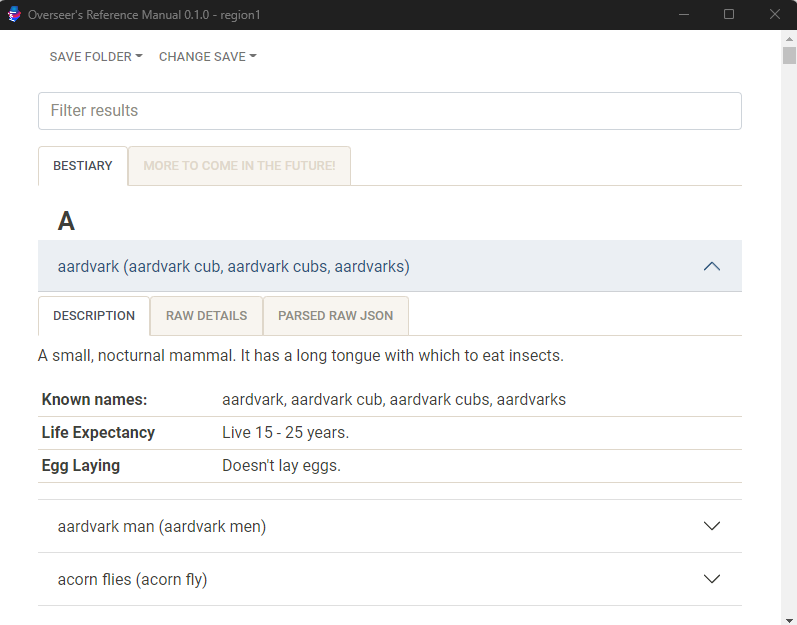 Overseer's Reference Manual 0.1.0 - region1
SAVE FOLDER CHANGE SAVE
Filter results
BESTIARY MORE TO COME IN THE FUTURE!
A
aardvark (aardvark cub, aardvark cubs, aardvarks)
DESCRIPTION RAW DETAILS PARSED RAW JSON
A small, nocturnal mammal. It has a long tongue with which to eat insects.
Known names: aardvark, aardvark cub, aardvark cubs, aardvarks
Life Expectancy Live 15 - 25 years.
Egg Laying Doesn't lay eggs.
aardvark man (aardvark men)
acorn flies (acorn fly)